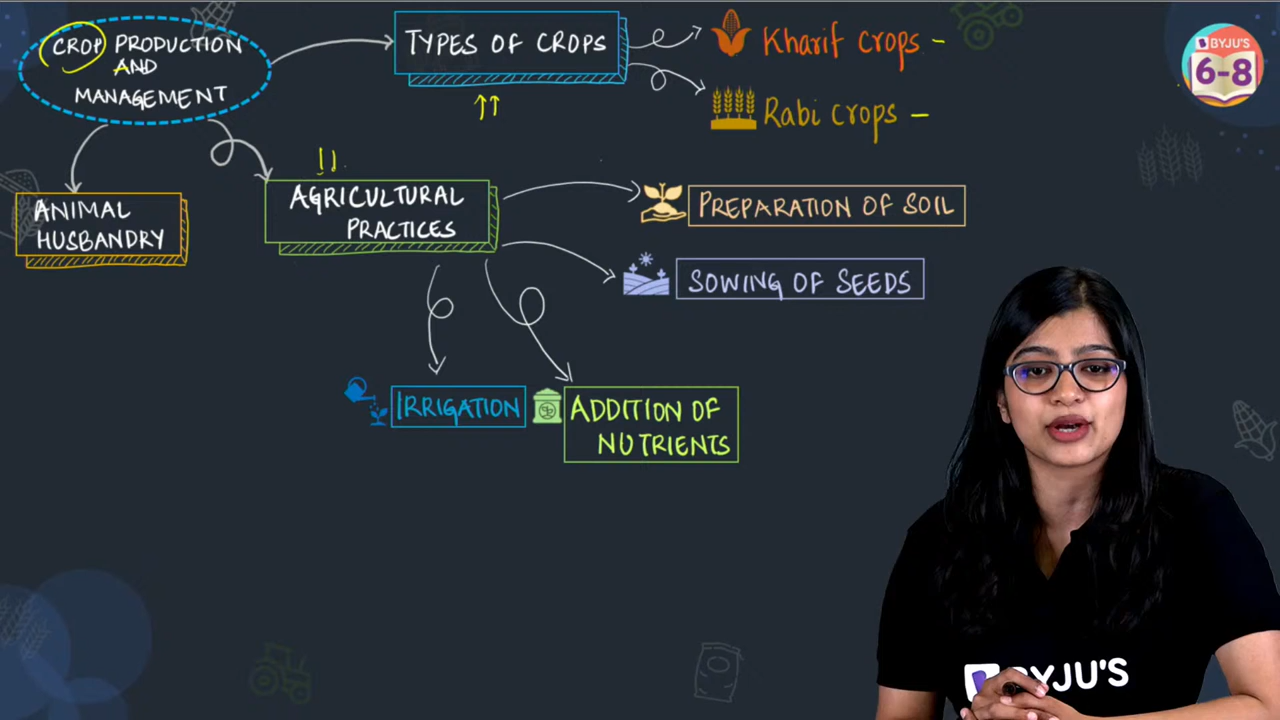 CROP PRODUCTION
AND
MANAGEMENT
TYPES OF CROPS
Kharif crops -
Rabi crops -
BYJU'S
6-8
ANIMAL
HUSBANDRY
AGRICULTURAL
PRACTICES
PREPARATION OF SOIL
SOWING OF SEEDS
IRRIGATION
ADDITION OF
NUTRIENTS
BYJU'S